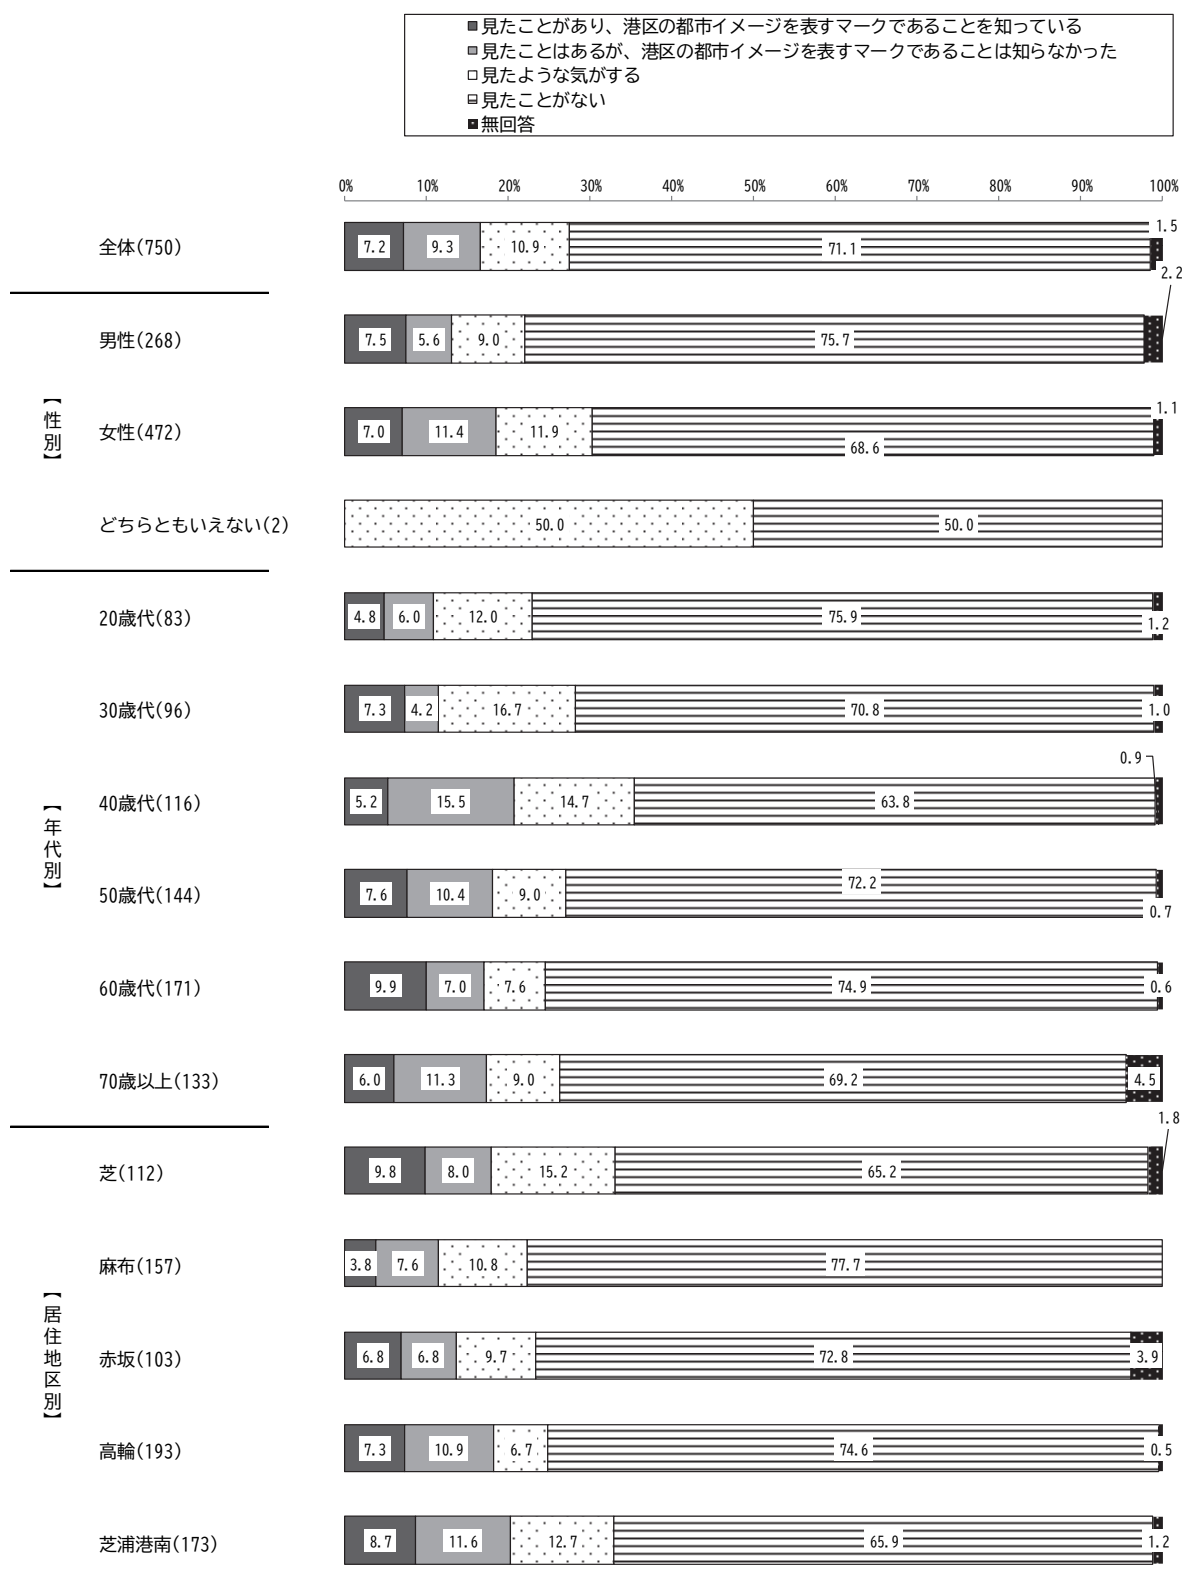 見たことがあり、港区の都市イメージを表すマークであることを知っている
見たことはあるが、港区の都市イメージを表すマークであることは知らなかった
見たような気がする
見たことがない
無回答
0% 10% 20% 30% 40% 50% 60% 70% 80% 90% 100%
全体(750) 7.2 9.3 10.9 71.1 1.5
【性別】
男性(268) 7.5 5.6 9.0 75.7 2.2
女性(472) 7.0 11.4 11.9 68.6 1.1
どちらともいえない(2) 50.0 50.0
【年代別】
20歳代(83) 4.8 6.0 12.0 75.9 1.2
30歳代(96) 7.3 4.2 16.7 70.8 1.0
40歳代(116) 5.2 15.5 14.7 63.8 0.9
50歳代(144) 7.6 10.4 9.0 72.2 0.7
60歳代(171) 9.9 7.0 7.6 74.9 0.6
70歳以上(133) 6.0 11.3 9.0 69.2 4.5
【居住地区別】
芝(112) 9.8 8.0 15.2 65.2 1.8
麻布(157) 3.8 7.6 10.8 77.7
赤坂(103) 6.8 6.8 9.7 72.8 3.9
高輪(193) 7.3 10.9 6.7 74.6 0.5
芝浦港南(173) 8.7 11.6 12.7 65.9 1.2